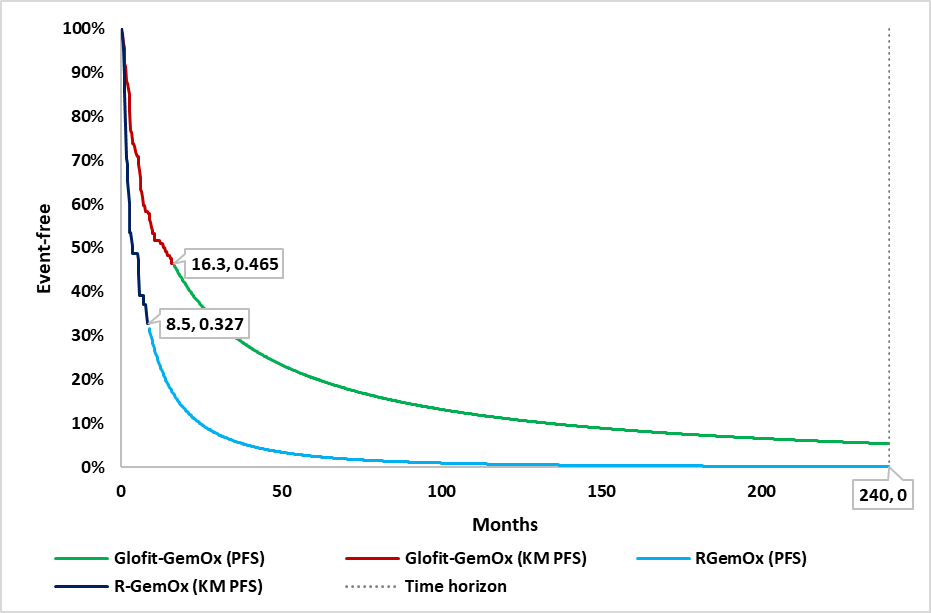 100%
90%
80%
70%
60%
50%
40%
30%
20%
10%
0%
Event-free
16.3, 0.465
8.5, 0.327
240, 0
0 50 100 150 200
Months
Glofit-GemOx (PFS) Glofit-GemOx (KM PFS) RGemOx (PFS)
R-GemOx (KM PFS) Time horizon